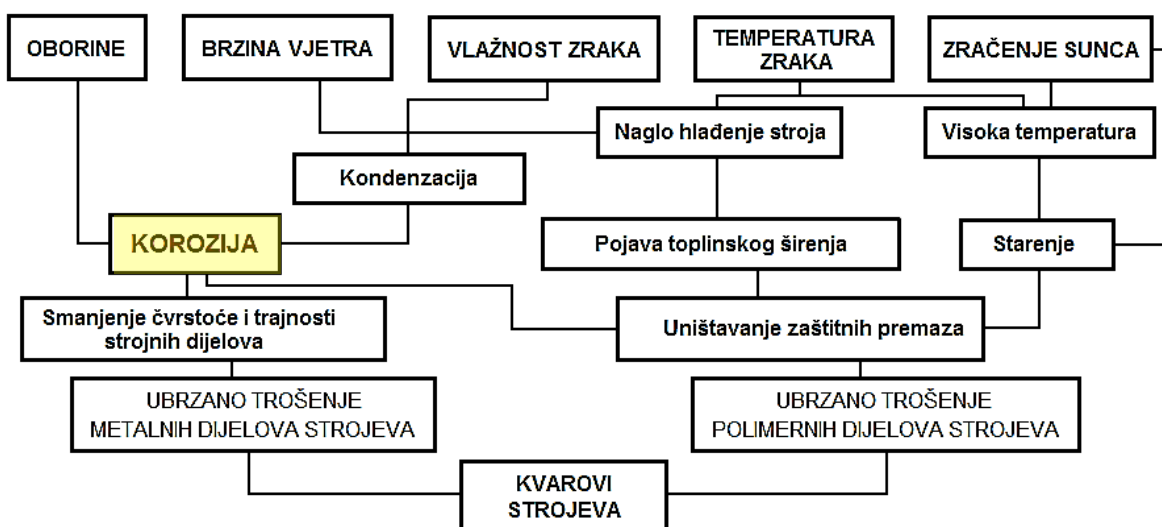 OBORINE
BRZINA VJETRA
VLAŽNOST ZRAKA
TEMPERATURA
ZRAKA
ZRAČENJE SUNCA
Naglo hlađenje stroja
Visoka temperatura
Kondenzacija
KOROZIJA
Pojava toplinskog širenja
Starenje
Smanjenje čvrstoće i trajnosti
strojnih dijelova
Uništavanje zaštitnih premaza
UBRZANO TROŠENJE
METALNIH DIJELOVA STROJEVA
UBRZANO TROŠENJE
POLIMERNIH DIJELOVA STROJEVA
KVAROVI
STROJEVA